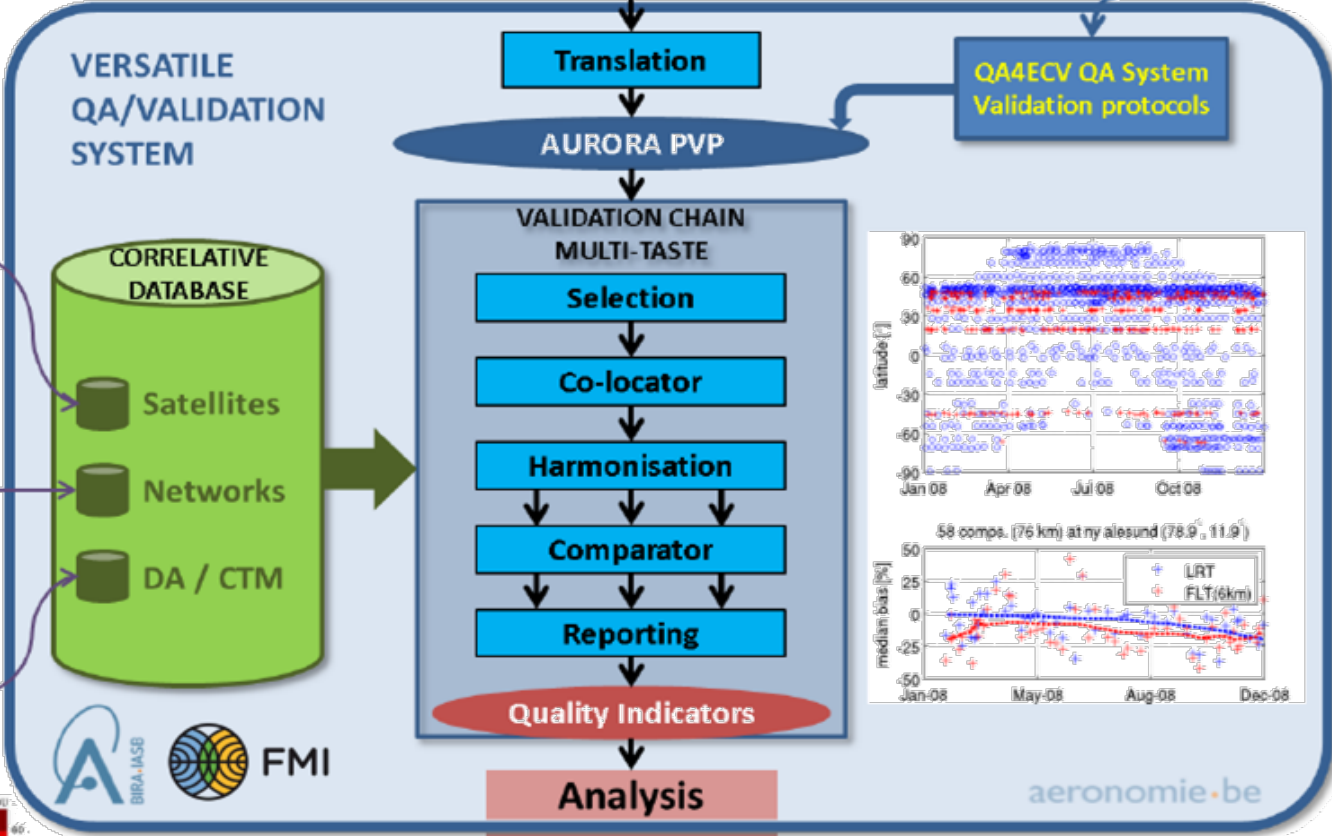 VERSATILE
QA/VALIDATION
SYSTEM
Translation
QA4ECV QA System
Validation protocols
AURORA PVP
VALIDATION CHAIN
MULTI-TASTE
CORRELATIVE
DATABASE
Satellites
Networks
DA / CTM
Selection
Co-locator
Harmonisation
Comparator
Reporting
Quality Indicators
Analysis
latitude [°]
90
60
30
0
-30
-60
-90
Jan 08 Apr 08 Jul 08 Oct 08
58 comps. (76 km) at ny alesund (78.9°, 11.9°)
median bias [%]
50
25
0
-25
-50
LRT
FLT(6km)
Jan-08 May-08 Aug-08 Dec-08
BIRA-IASB
FMI
aeronomie.be